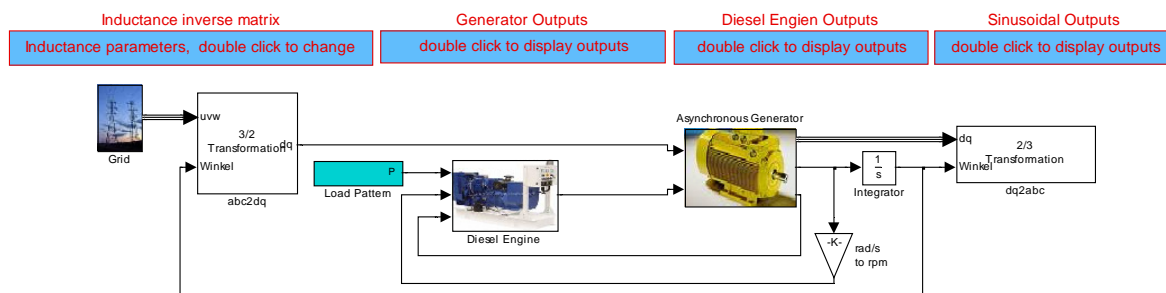 Inductance inverse matrix
Generator Outputs
Diesel Engien Outputs
Sinusoidal Outputs
Inductance parameters, double click to change
double click to display outputs
double click to display outputs
double click to display outputs
Grid
uvw
3/2
Transformation
dq
Winkel
abc2dq
P
Load Pattern
Diesel Engine
Asynchronous Generator
1
s
Integrator
dq
2/3
Transformation
Winkel
dq2abc
-K-
rad/s
to rpm